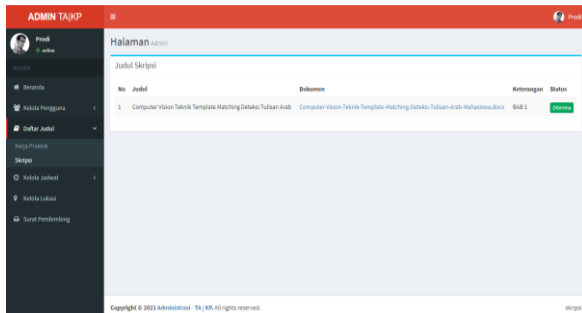 ADMIN TA|KP
Prodi
Prodi
online
Halaman Admin
HEADER
Judul Skripsi
Beranda
No Judul Dokumen Keterangan Status
Kelola Pengguna
1 Computer Vision Teknik Template Matching Deteksi Tulisan Arab Computer-Vision-Teknik-Template-Matching-Deteksi-Tulisan-Arab-Mahasiswa.docx BAB 1 Diterima
Daftar Judul
Kerja Praktek
Skripsi
Kelola Jadwal
Kelola Lokasi
Surat Pembimbing
Copyright © 2021 Administrasi - TA | KP. All rights reserved.
skripsi